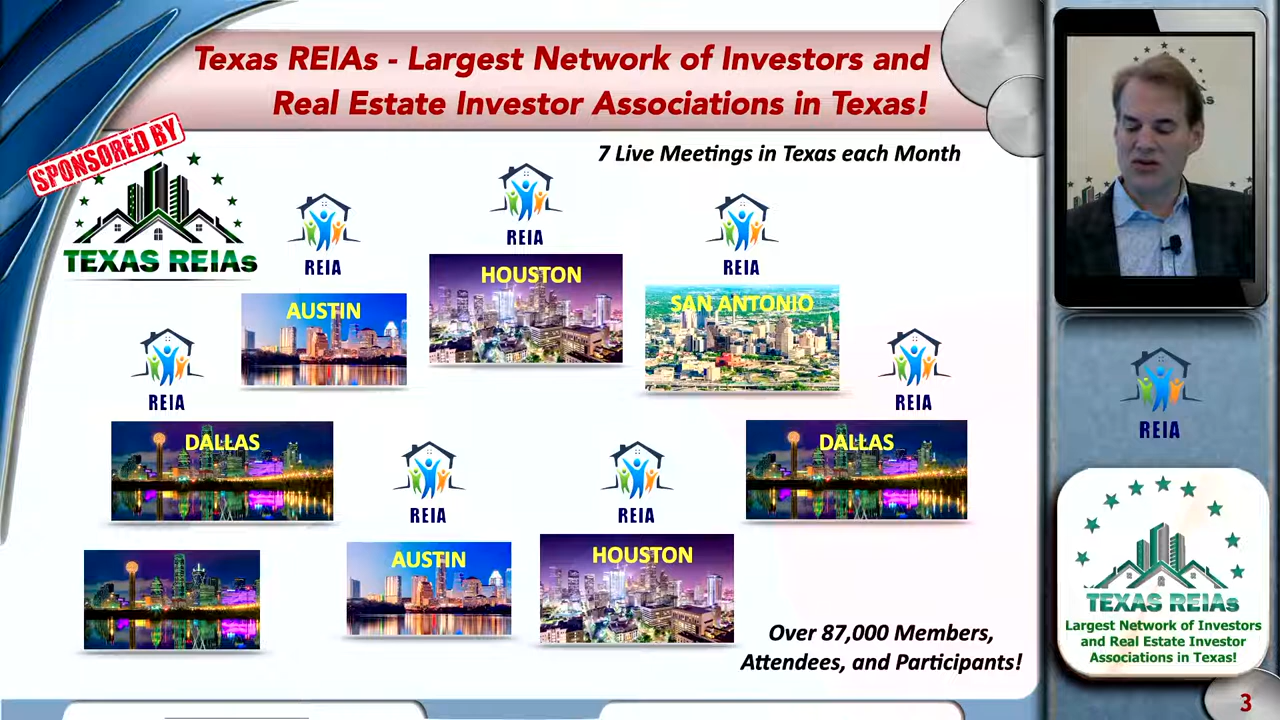 Texas REIAs - Largest Network of Investors and
Real Estate Investor Associations in Texas!
SPONSORED BY
7 Live Meetings in Texas each Month
TEXAS REIAs
REIA
REIA
REIA
AUSTIN
HOUSTON
SAN ANTONIO
REIA
REIA
DALLAS
DALLAS
REIA
REIA
AUSTIN
HOUSTON
Over 87,000 Members,
Attendees, and Participants!
REIA
TEXAS REIAs
Largest Network of Investors
and Real Estate Investor
Associations in Texas!
3